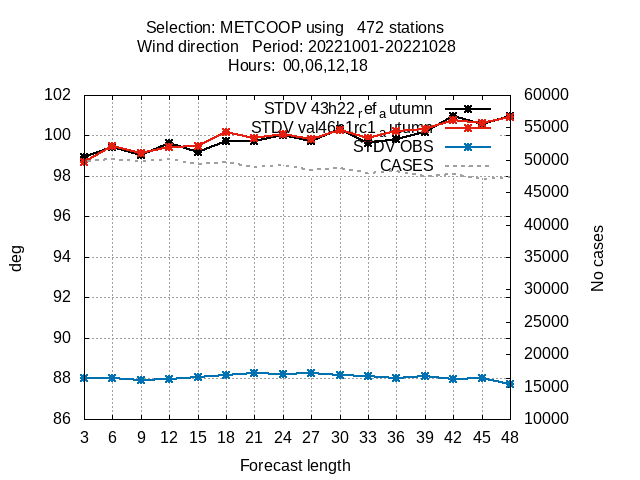 Selection: METCOOP using 472 stations
Wind direction Period: 20221001-20221028
Hours: 00,06,12,18
STDV 43h22_ref_autumn
STDV val46h1rc1_autumn
STDV OBS
CASES
deg
No cases
102
100
98
96
94
92
90
88
86
60000
55000
50000
45000
40000
35000
30000
25000
20000
15000
10000
3 6 9 12 15 18 21 24 27 30 33 36 39 42 45 48
Forecast length